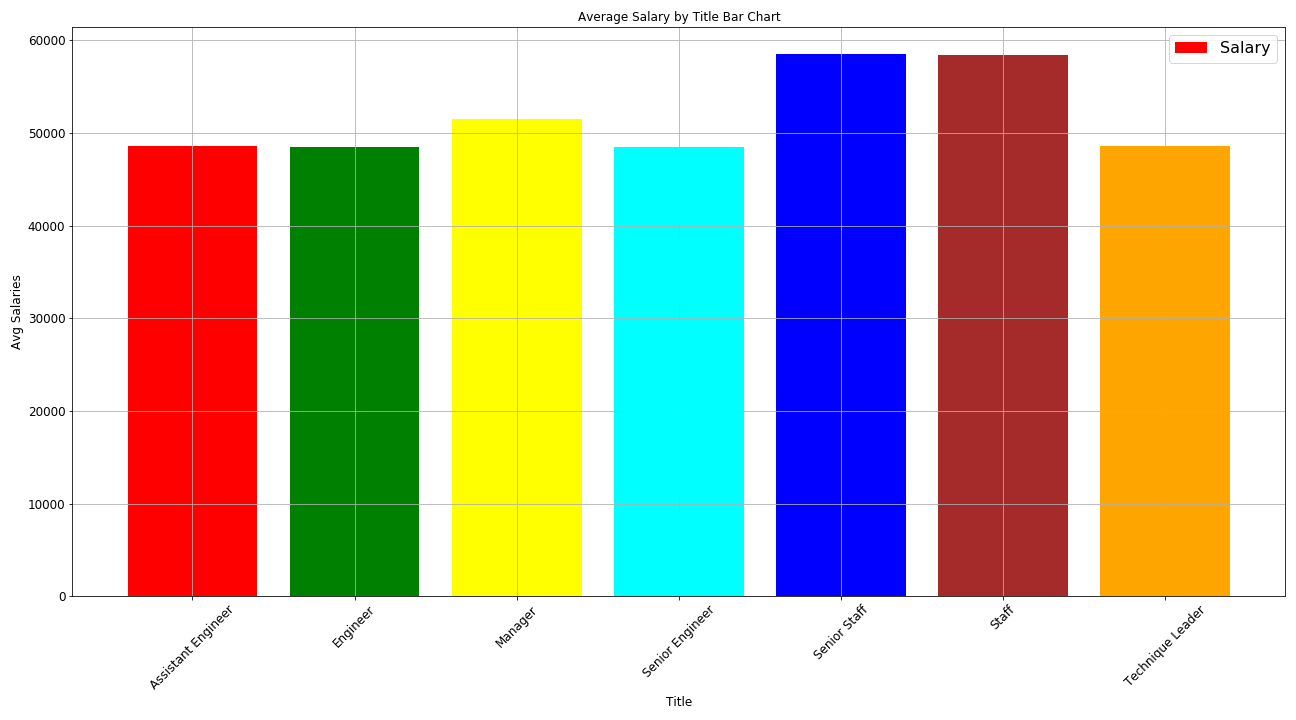 Average Salary by Title Bar Chart
Salary
Avg Salaries
60000
50000
40000
30000
20000
10000
0
Assistant Engineer
Engineer
Manager
Senior Engineer
Senior Staff
Staff
Technique Leader
Title